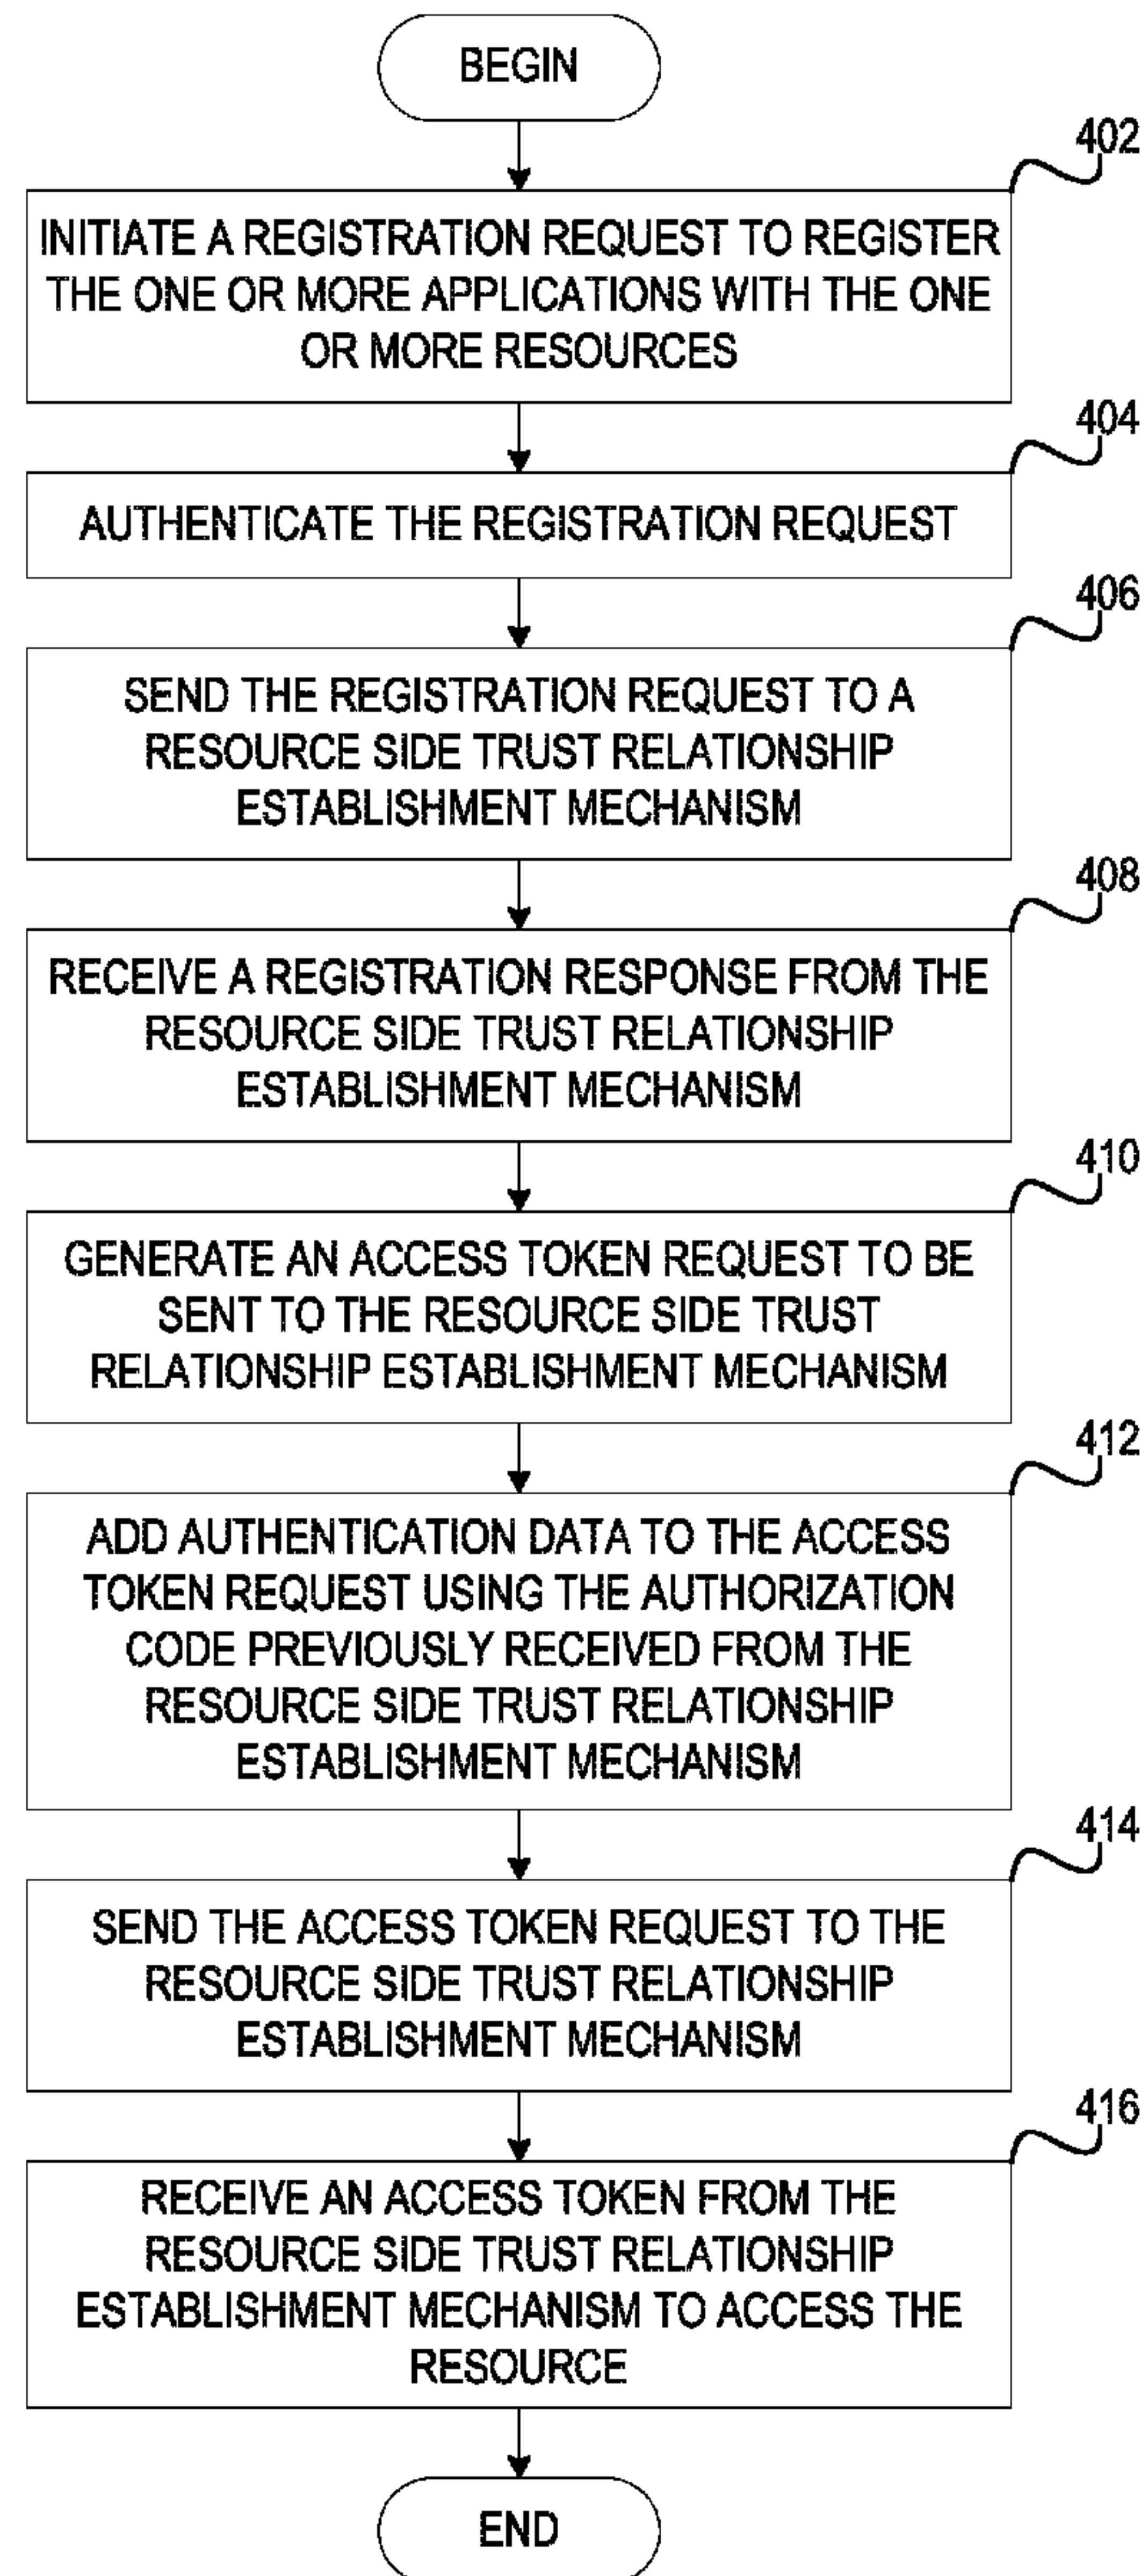 BEGIN
402
INITIATE A REGISTRATION REQUEST TO REGISTER
THE ONE OR MORE APPLICATIONS WITH THE ONE
OR MORE RESOURCES
404
AUTHENTICATE THE REGISTRATION REQUEST
406
SEND THE REGISTRATION REQUEST TO A
RESOURCE SIDE TRUST RELATIONSHIP
ESTABLISHMENT MECHANISM
408
RECEIVE A REGISTRATION RESPONSE FROM THE
RESOURCE SIDE TRUST RELATIONSHIP
ESTABLISHMENT MECHANISM
410
GENERATE AN ACCESS TOKEN REQUEST TO BE
SENT TO THE RESOURCE SIDE TRUST
RELATIONSHIP ESTABLISHMENT MECHANISM
412
ADD AUTHENTICATION DATA TO THE ACCESS
TOKEN REQUEST USING THE AUTHORIZATION
CODE PREVIOUSLY RECEIVED FROM THE
RESOURCE SIDE TRUST RELATIONSHIP
ESTABLISHMENT MECHANISM
414
SEND THE ACCESS TOKEN REQUEST TO THE
RESOURCE SIDE TRUST RELATIONSHIP
ESTABLISHMENT MECHANISM
416
RECEIVE AN ACCESS TOKEN FROM THE
RESOURCE SIDE TRUST RELATIONSHIP
ESTABLISHMENT MECHANISM TO ACCESS THE
RESOURCE
END